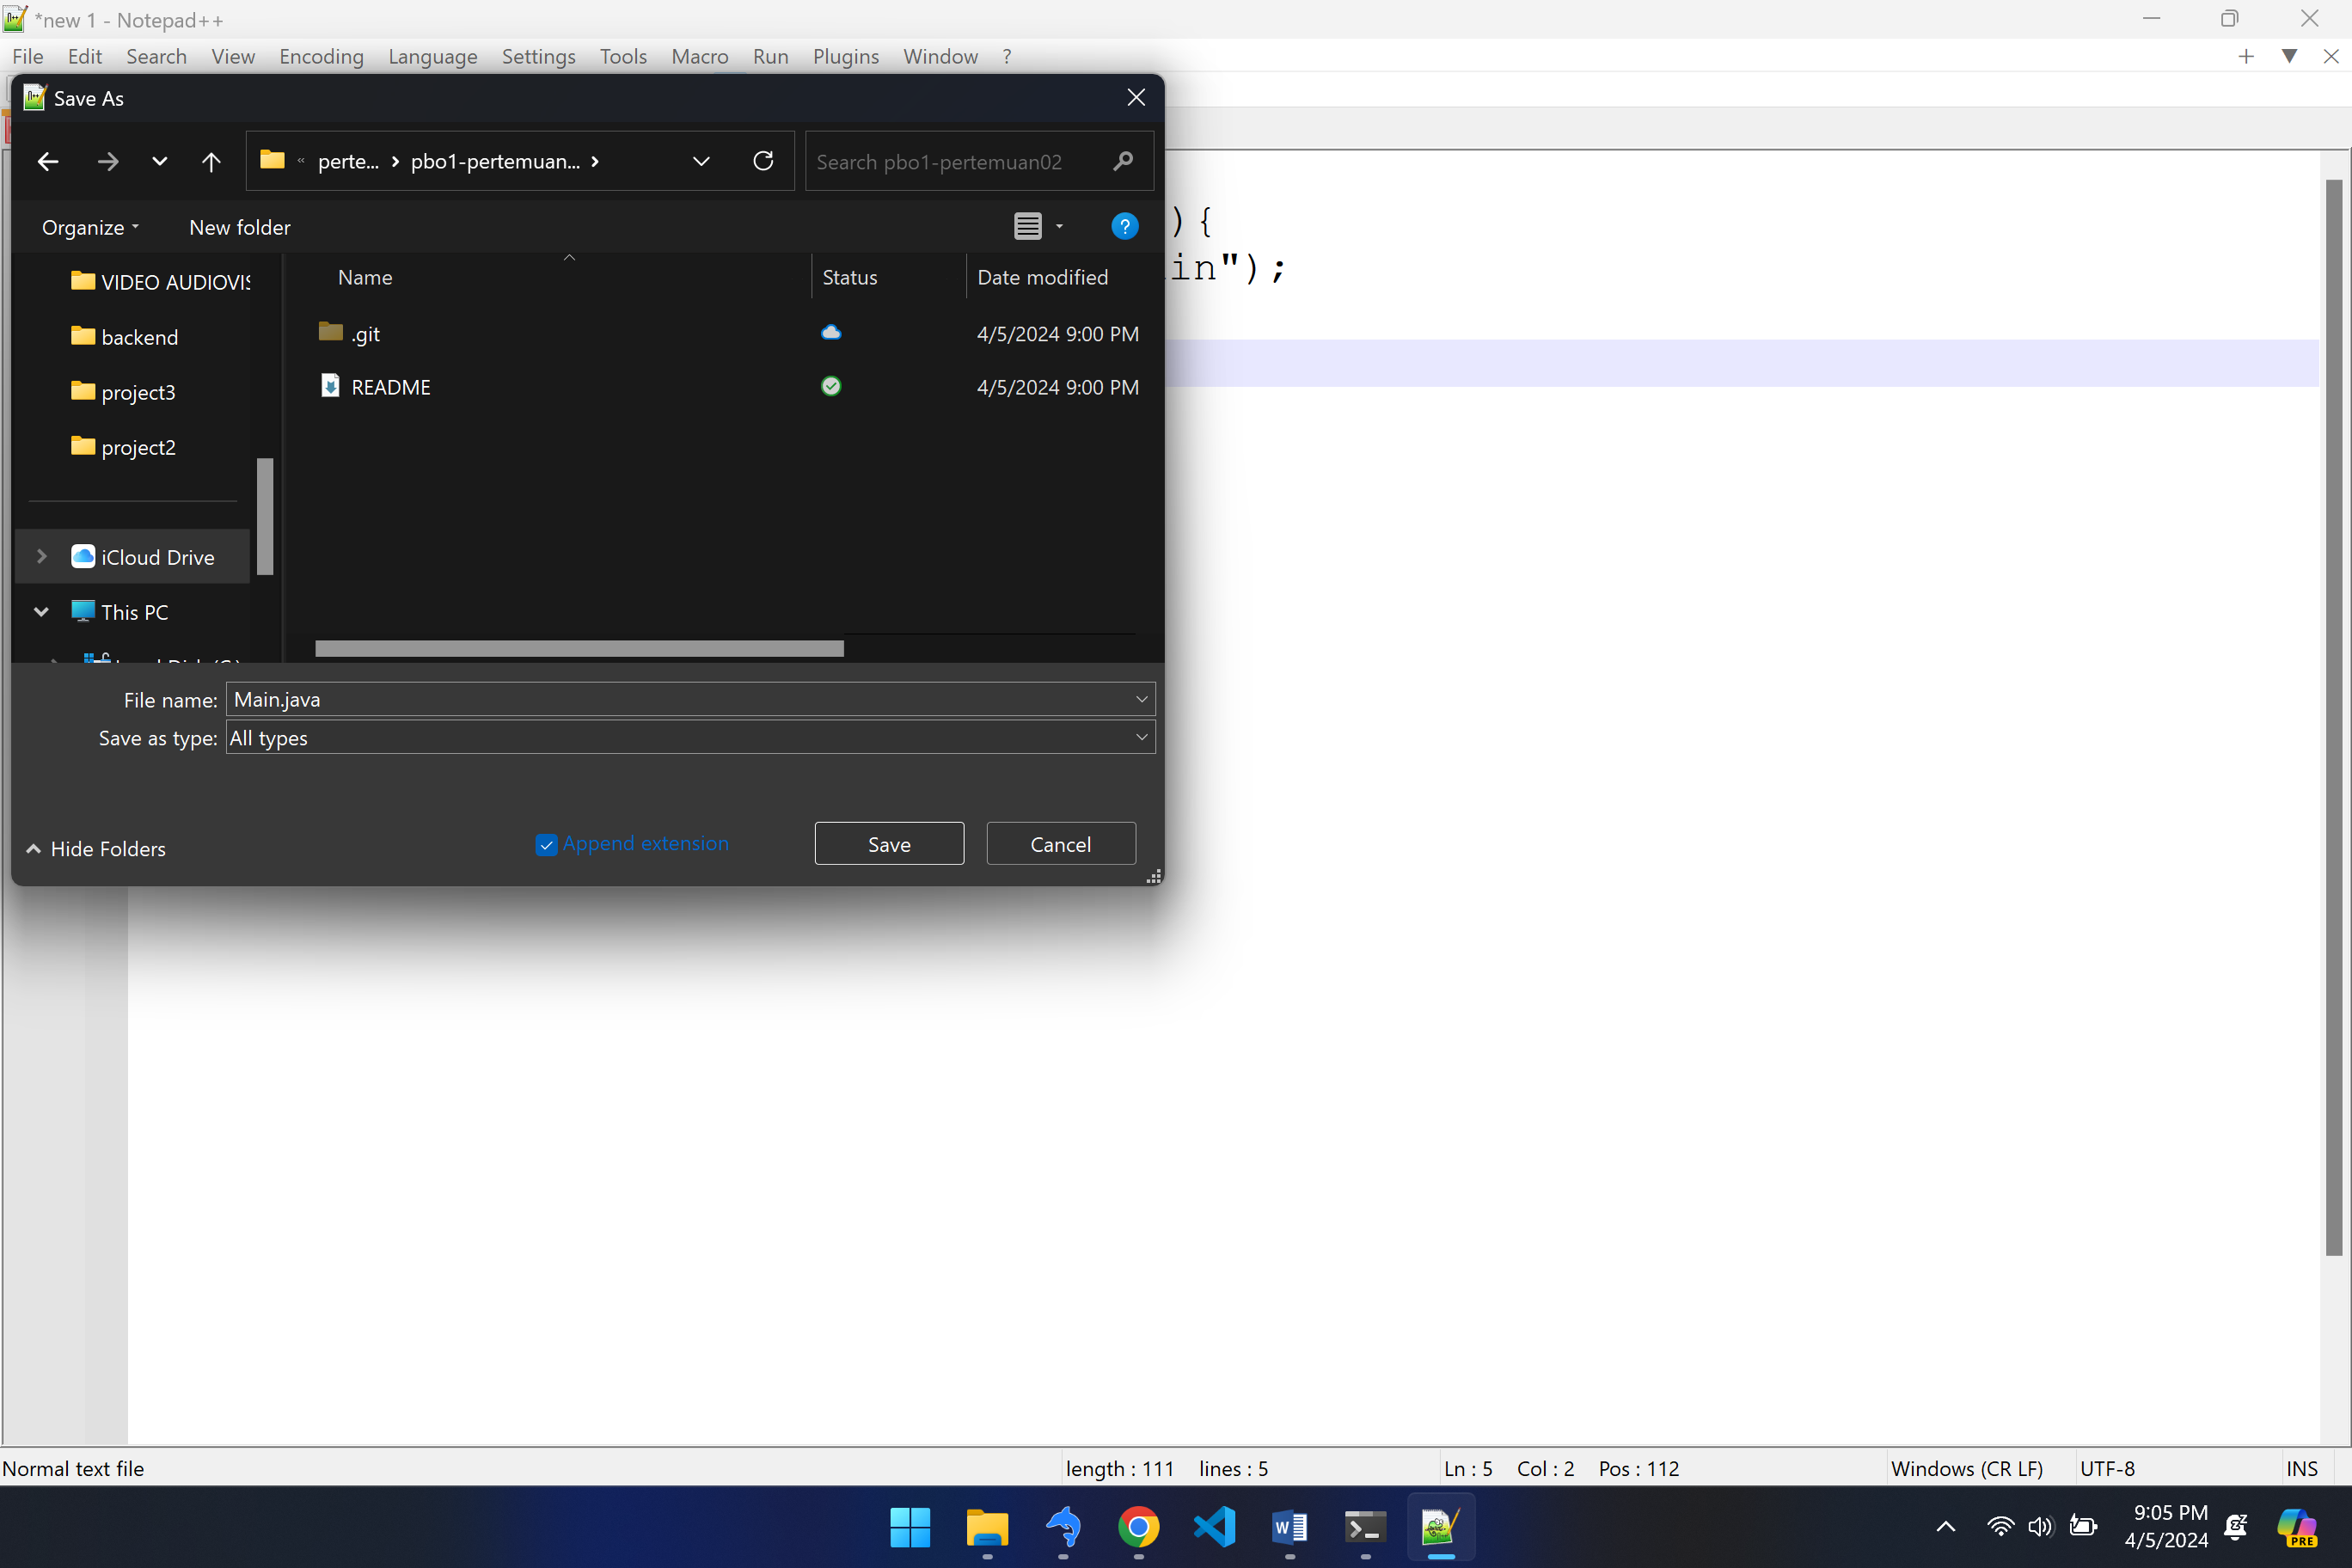 *new 1 - Notepad++
File Edit Search View Encoding Language Settings Tools Macro Run Plugins Window ?
Save As
« perte... › pbo1-pertemuan... ›
Search pbo1-pertemuan02
Organize
New folder
){
in");
VIDEO AUDIOVIS
backend
project3
project2
iCloud Drive
This PC
Name Status Date modified
.git 4/5/2024 9:00 PM
README 4/5/2024 9:00 PM
File name: Main.java
Save as type: All types
Hide Folders
Append extension
Save
Cancel
Normal text file length : 111 lines : 5 Ln : 5 Col : 2 Pos : 112 Windows (CR LF) UTF-8 INS
9:05 PM
4/5/2024
PRE